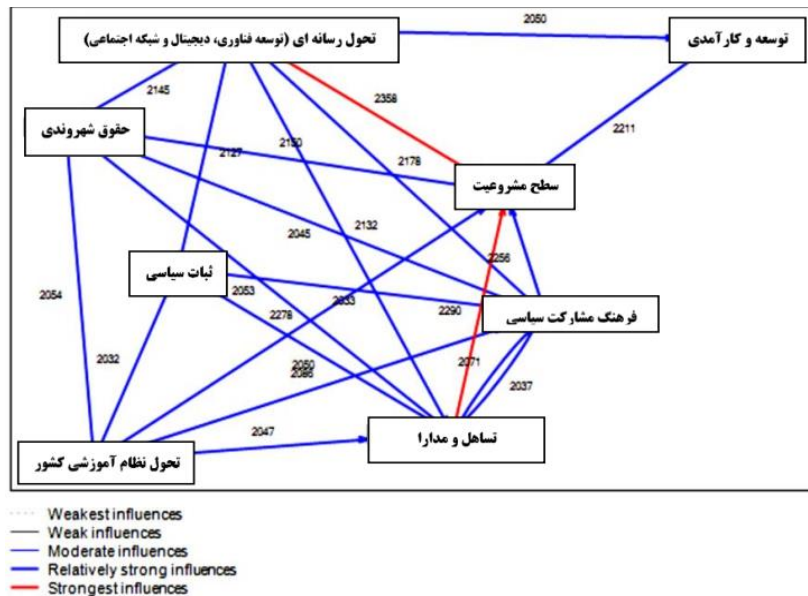 تحول رسانه ای (توسعه فناوری، دیجیتال و شبکه اجتماعی)
2050
توسعه و کارآمدی
2145
2358
حقوق شهروندی
2211
2127
2150
2178
سطح مشروعیت
2132
2045
ثبات سیاسی
2256
2054
2053
2033
2278
2290
فرهنگ مشارکت سیاسی
2032
2050
2071
2037
تساهل و مدارا
2047
تحول نظام آموزشی کشور
Weakest influences
Weak influences
Moderate influences
Relatively strong influences
Strongest influences